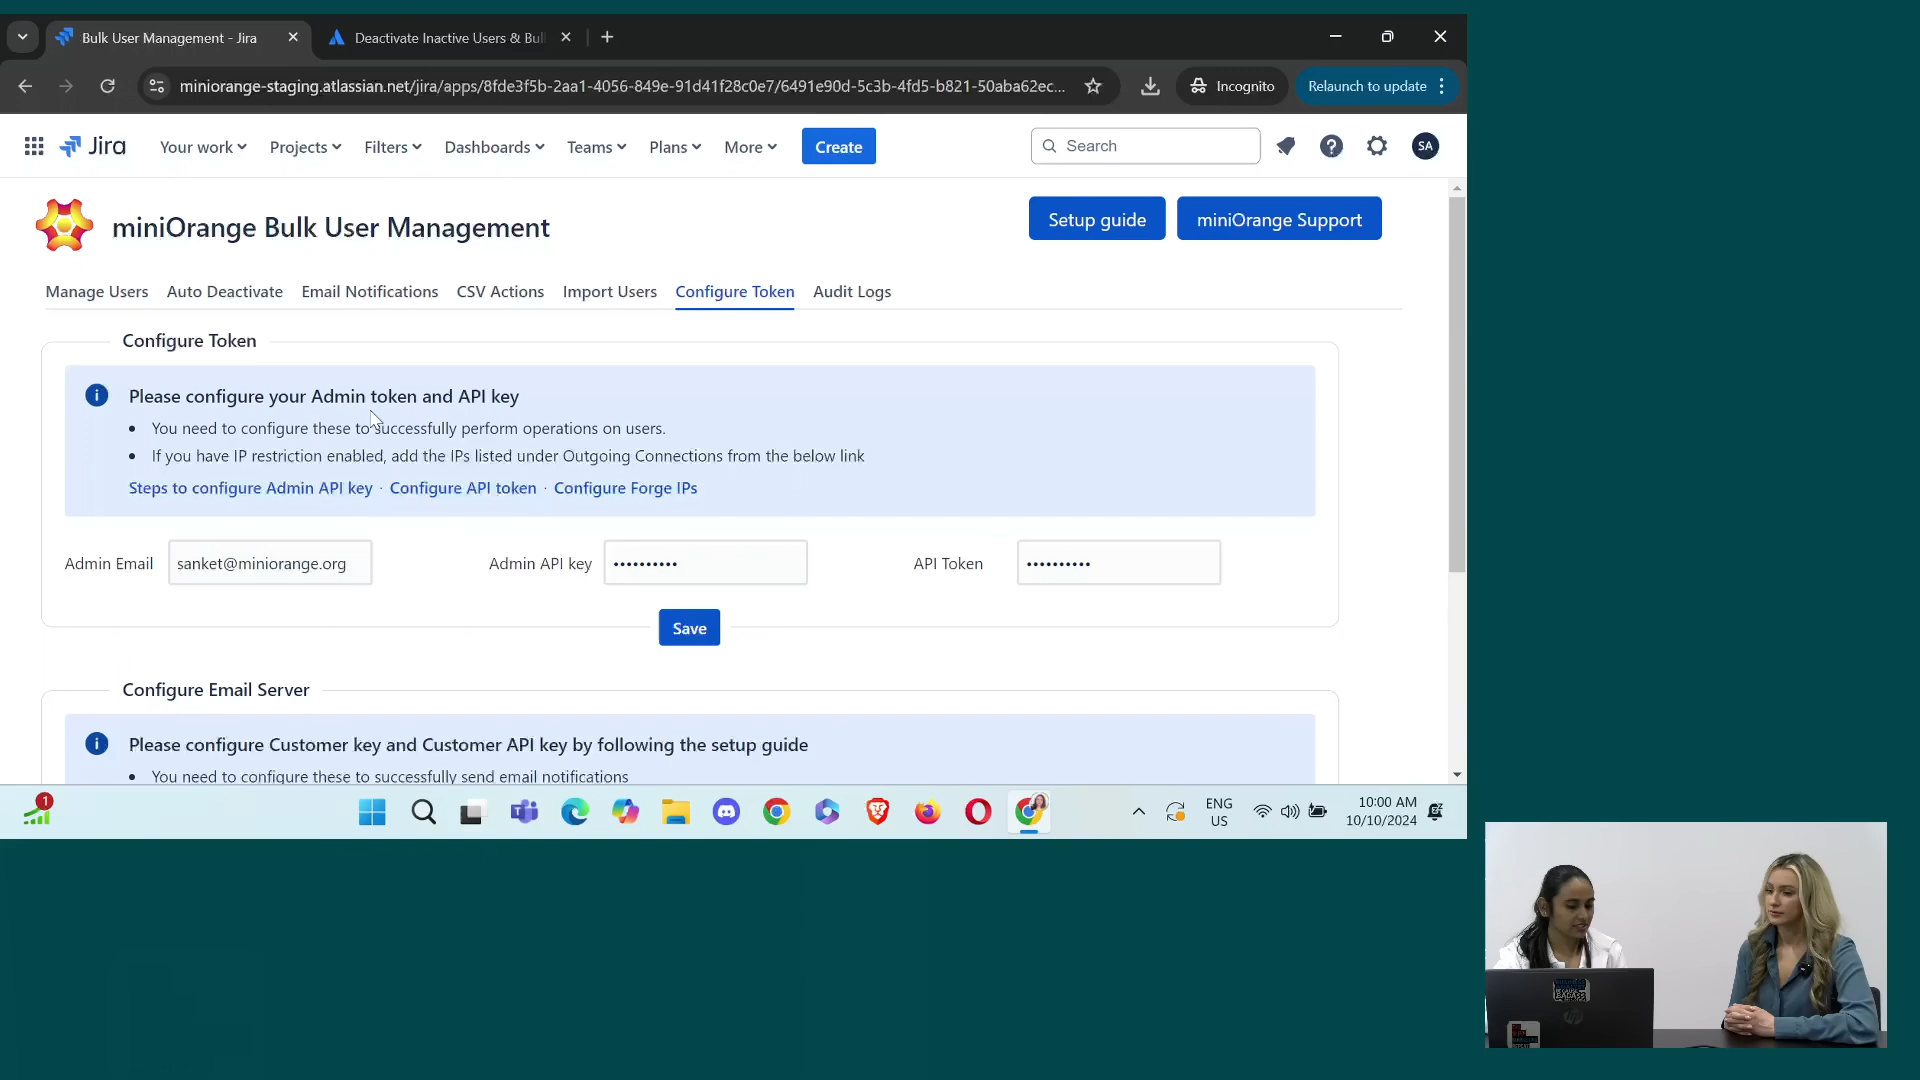 Bulk User Management - Jira
Deactivate Inactive Users & Bul
miniorange-staging.atlassian.net/jira/apps/8fde3f5b-2aa1-4056-849e-91d41f28c0e7/6491e90d-5c3b-4fd5-b821-50aba62ec...
Incognito
Relaunch to update
Jira
Your work
Projects
Filters
Dashboards
Teams
Plans
More
Create
Search
SA
miniOrange Bulk User Management
Setup guide
miniOrange Support
Manage Users
Auto Deactivate
Email Notifications
CSV Actions
Import Users
Configure Token
Audit Logs
Configure Token
Please configure your Admin token and API key
• You need to configure these to successfully perform operations on users.
• If you have IP restriction enabled, add the IPs listed under Outgoing Connections from the below link
Steps to configure Admin API key · Configure API token · Configure Forge IPs
Admin Email
sanket@miniorange.org
Admin API key
••••••••••
API Token
••••••••••
Save
Configure Email Server
Please configure Customer key and Customer API key by following the setup guide
• You need to configure these to successfully send email notifications
1
ENG
US
10:00 AM
10/10/2024